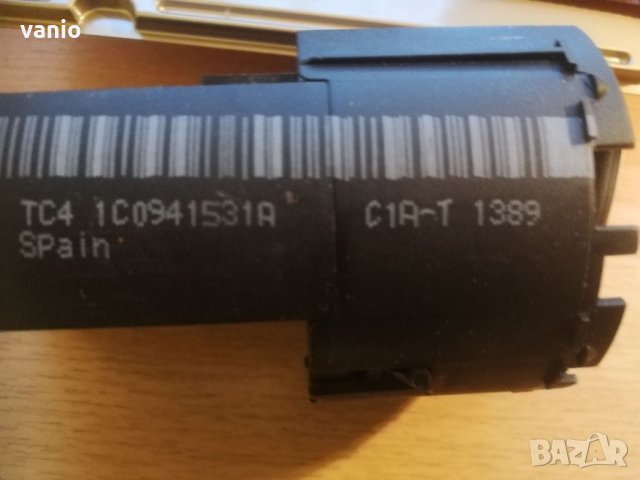 vanio
TC4 1C0941531A C1A-T 1389
SPain
BAZAR